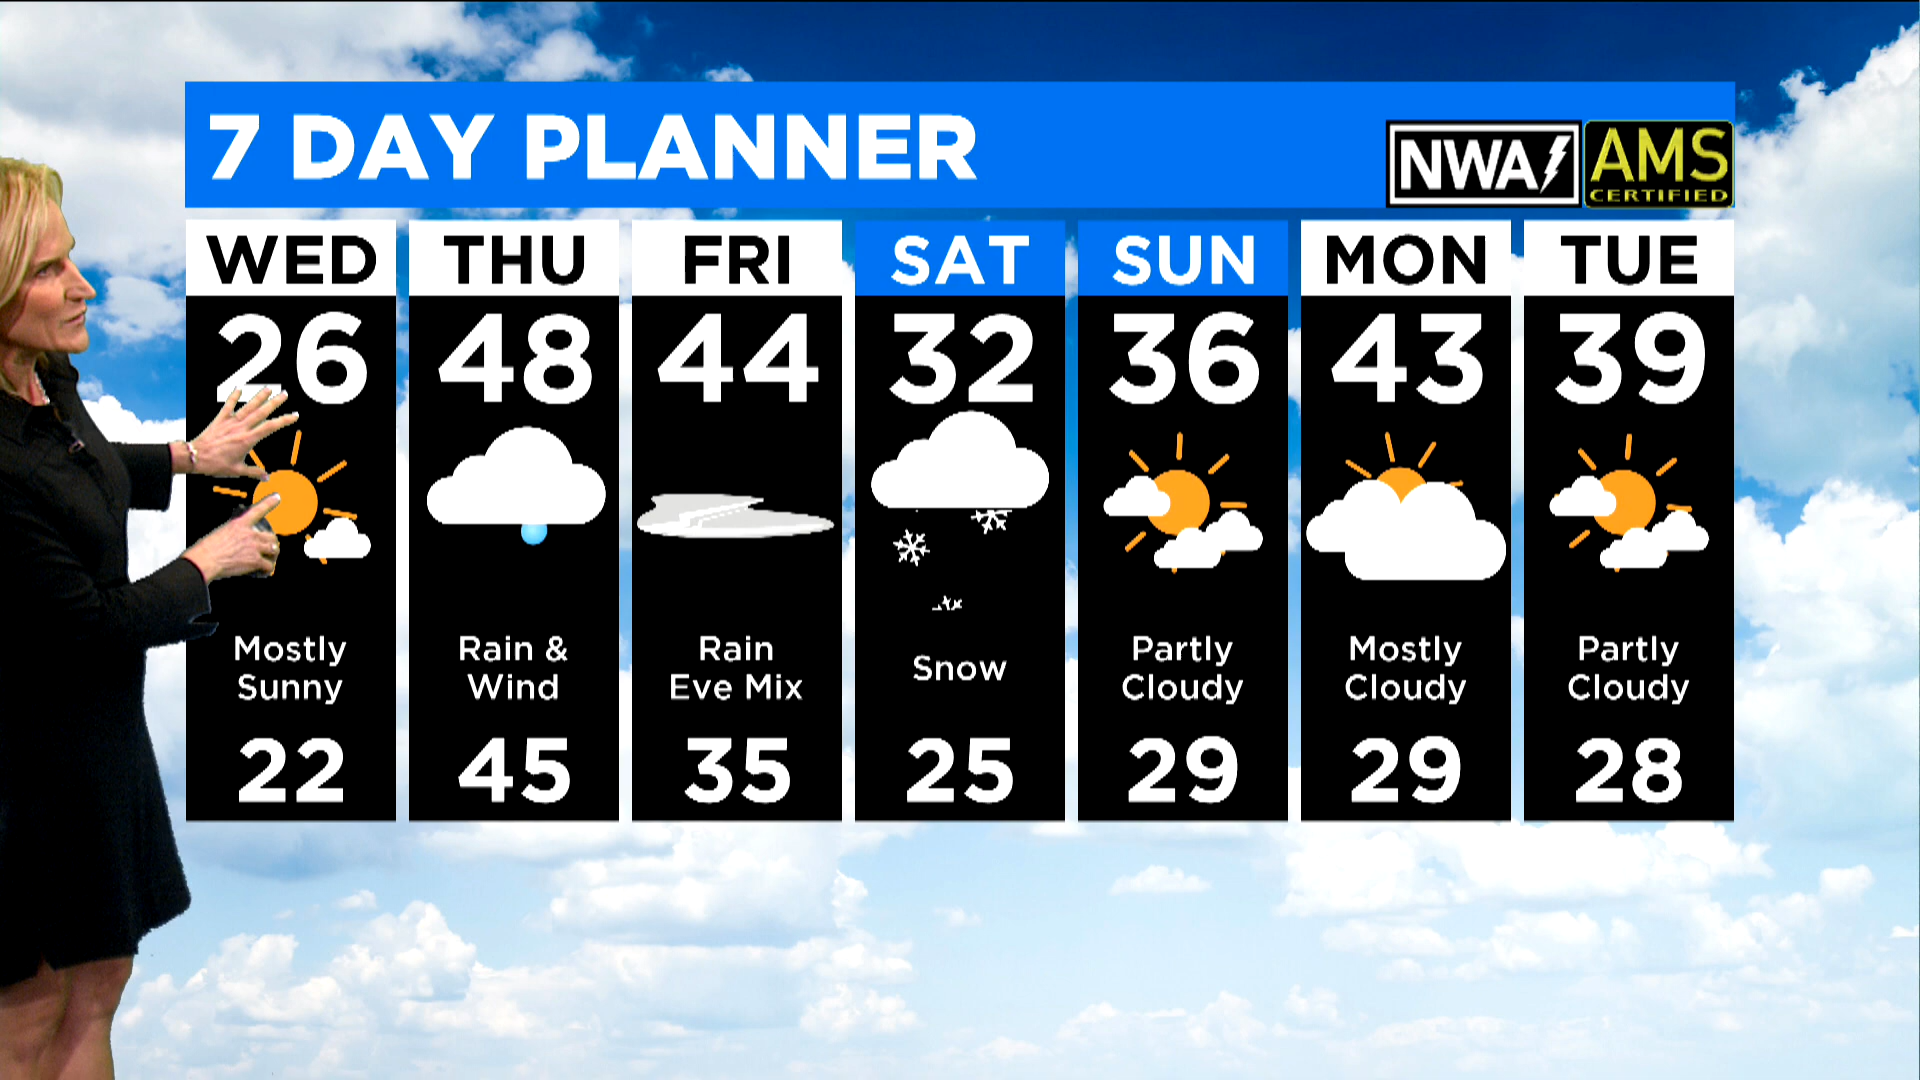 7 DAY PLANNER
NWA AMS
CERTIFIED
WED THU FRI SAT SUN MON TUE
26 48 44 32 36 43 39
Mostly Sunny
Rain & Wind
Rain Eve Mix
Snow
Partly Cloudy
Mostly Cloudy
Partly Cloudy
22 45 35 25 29 29 28